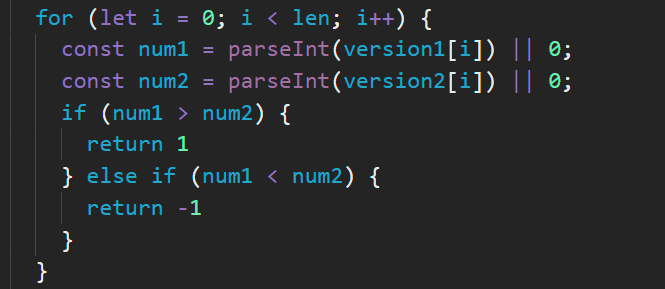 for (let i = 0; i < len; i++) {
  const num1 = parseInt(version1[i]) || 0;
  const num2 = parseInt(version2[i]) || 0;
  if (num1 > num2) {
    return 1
  } else if (num1 < num2) {
    return -1
  }
}